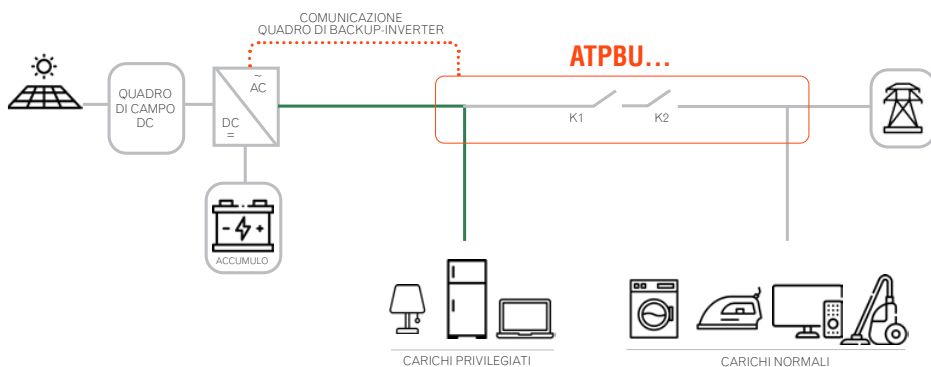 COMUNICAZIONE
QUADRO DI BACKUP-INVERTER
ATPBU...
QUADRO
DI CAMPO
DC
~
AC
DC
=
K1
K2
- +
ACCUMULO
CARICHI PRIVILEGIATI
CARICHI NORMALI